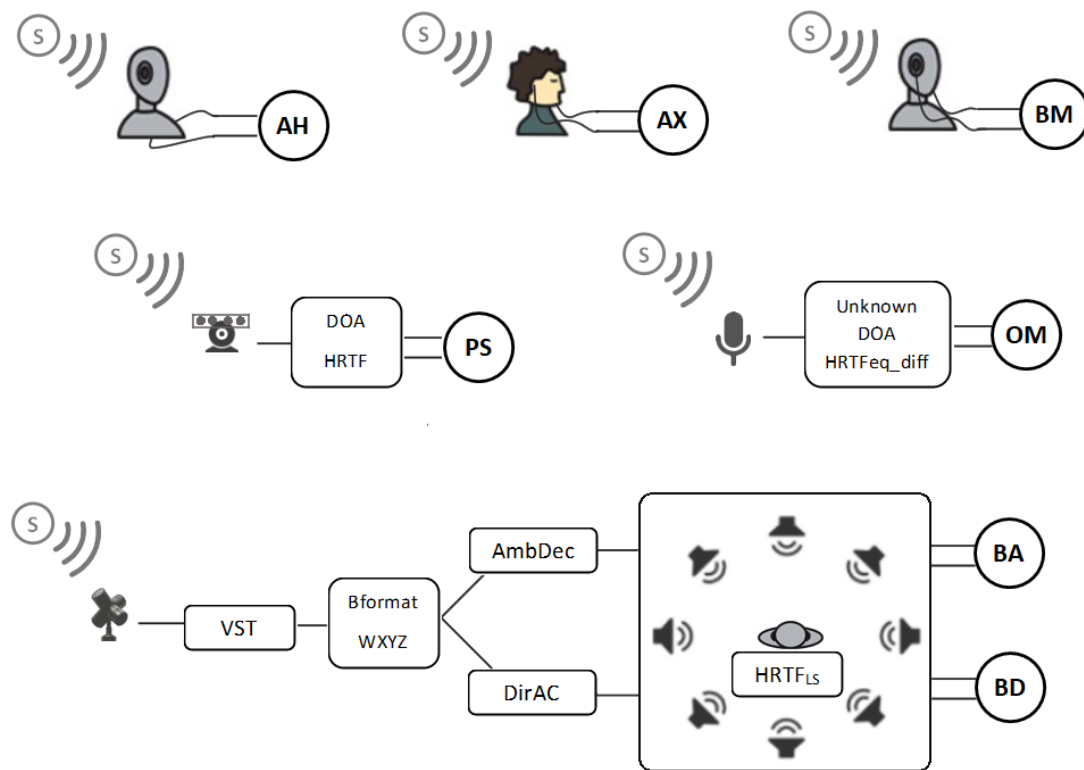 S
S
S
AH
AX
BM
S
S
DOA
HRTF
PS
Unknown
DOA
HRTFeq_diff
OM
S
VST
Bformat
WXYZ
AmbDec
DirAC
HRTFLS
BA
BD